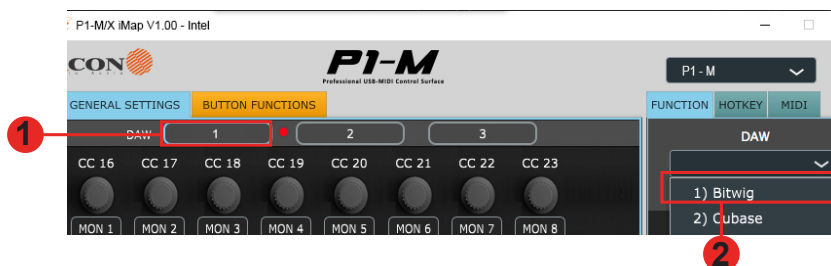 P1-M/X iMap V1.00 - Intel
CON
P1-M
Professional USB-MIDI Control Surface
P1 - M
GENERAL SETTINGS BUTTON FUNCTIONS
FUNCTION HOTKEY MIDI
1 DAW 1 2 3
DAW
CC 16 CC 17 CC 18 CC 19 CC 20 CC 21 CC 22 CC 23
1) Bitwig
MON 1 MON 2 MON 3 MON 4 MON 5 MON 6 MON 7 MON 8
2) Cubase
2